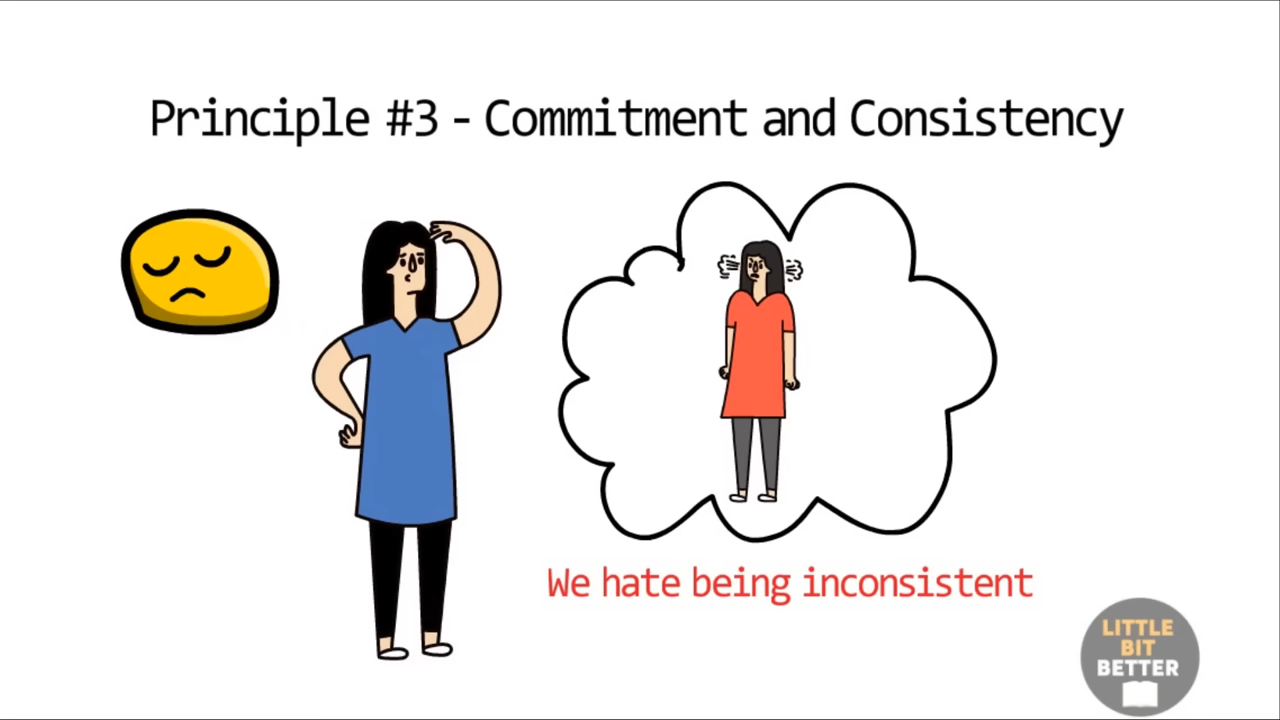 Principle #3 - Commitment and Consistency
We hate being inconsistent
LITTLE
BIT
BETTER